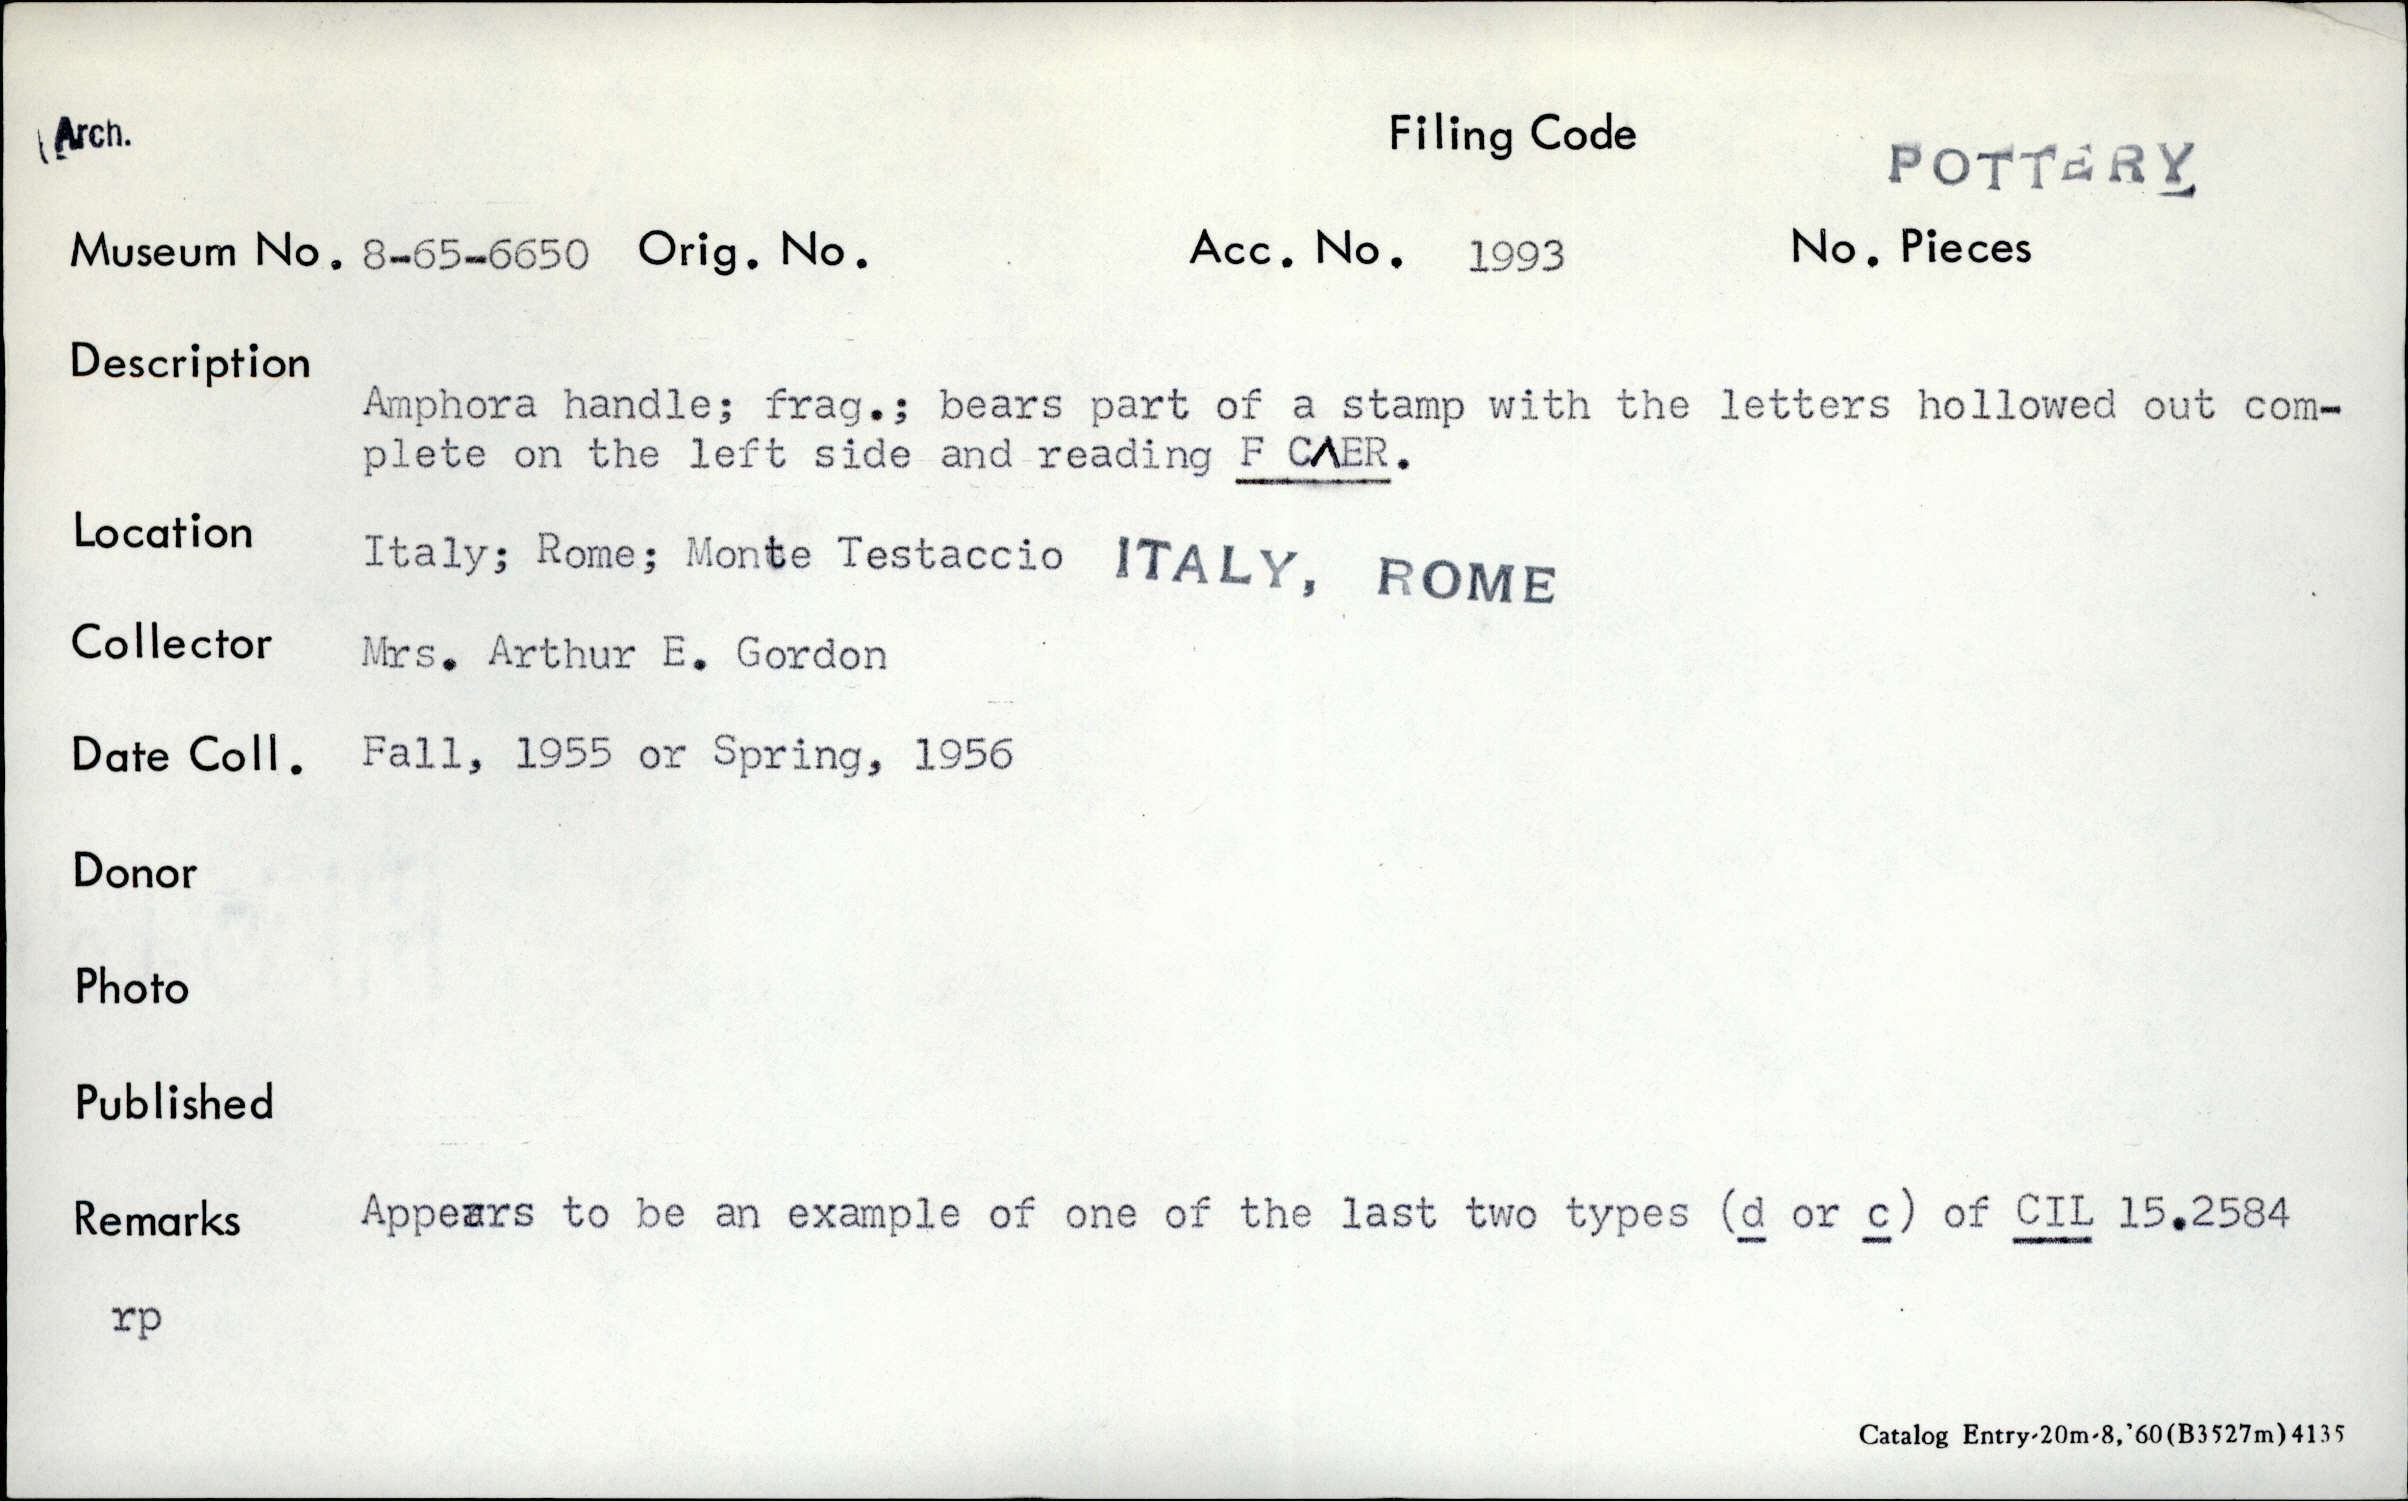 Arch.
Filing Code
POTTERY
Museum No. 8-65-6650 Orig. No. Acc. No. 1993 No. Pieces
Description
Amphora handle; frag.; bears part of a stamp with the letters hollowed out com-
plete on the left side and reading F CΛER.
Location Italy; Rome; Monte Testaccio ITALY, ROME
Collector Mrs. Arthur E. Gordon
Date Coll. Fall, 1955 or Spring, 1956
Donor
Photo
Published
Remarks Appears to be an example of one of the last two types (d or c) of CIL 15.2584
rp
Catalog Entry-20m-8,'60(B3527m)4135